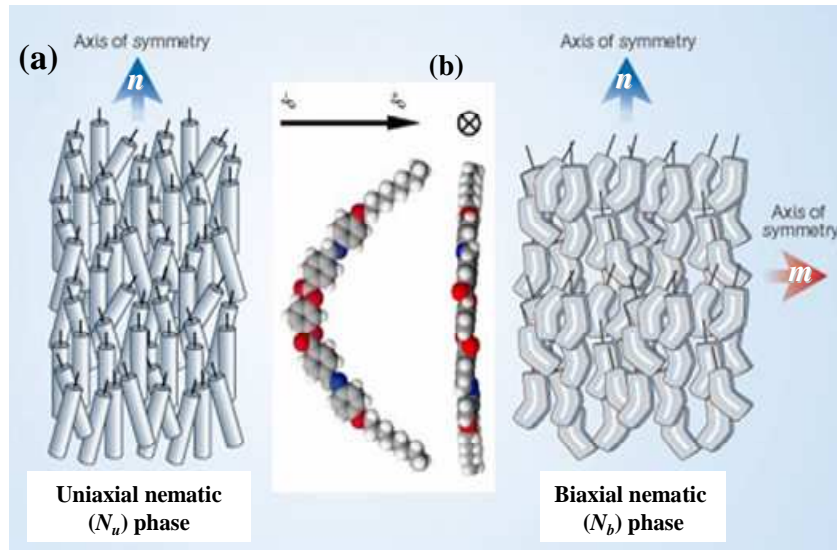 (a)
Axis of symmetry
n
Uniaxial nematic
(Nu) phase
(b)
Axis of symmetry
n
Axis of
symmetry
m
Biaxial nematic
(Nb) phase